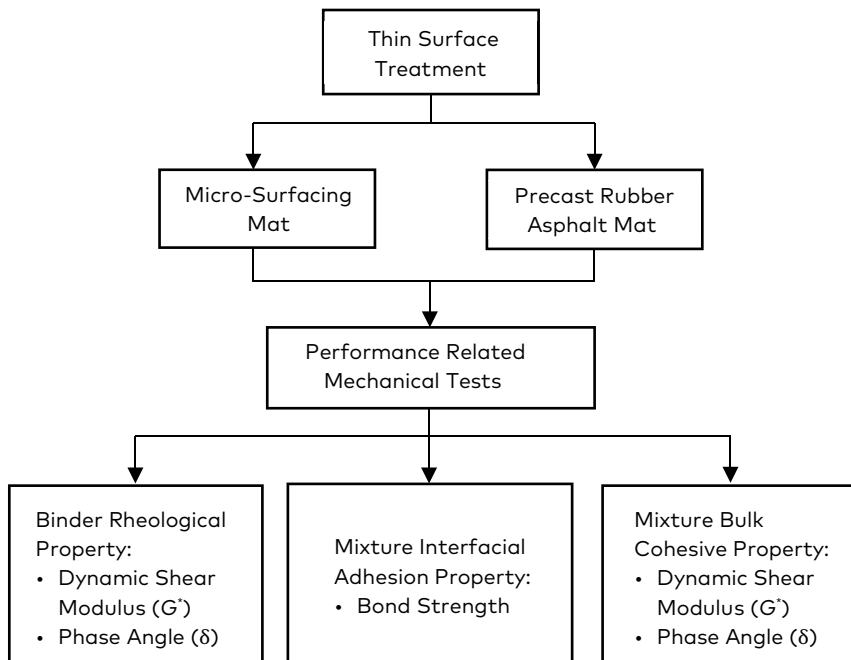 Thin Surface
Treatment
Micro-Surfacing
Mat
Precast Rubber
Asphalt Mat
Performance Related
Mechanical Tests
Binder Rheological
Property:
• Dynamic Shear
Modulus (G*)
• Phase Angle (δ)
Mixture Interfacial
Adhesion Property:
• Bond Strength
Mixture Bulk
Cohesive Property:
• Dynamic Shear
Modulus (G*)
• Phase Angle (δ)